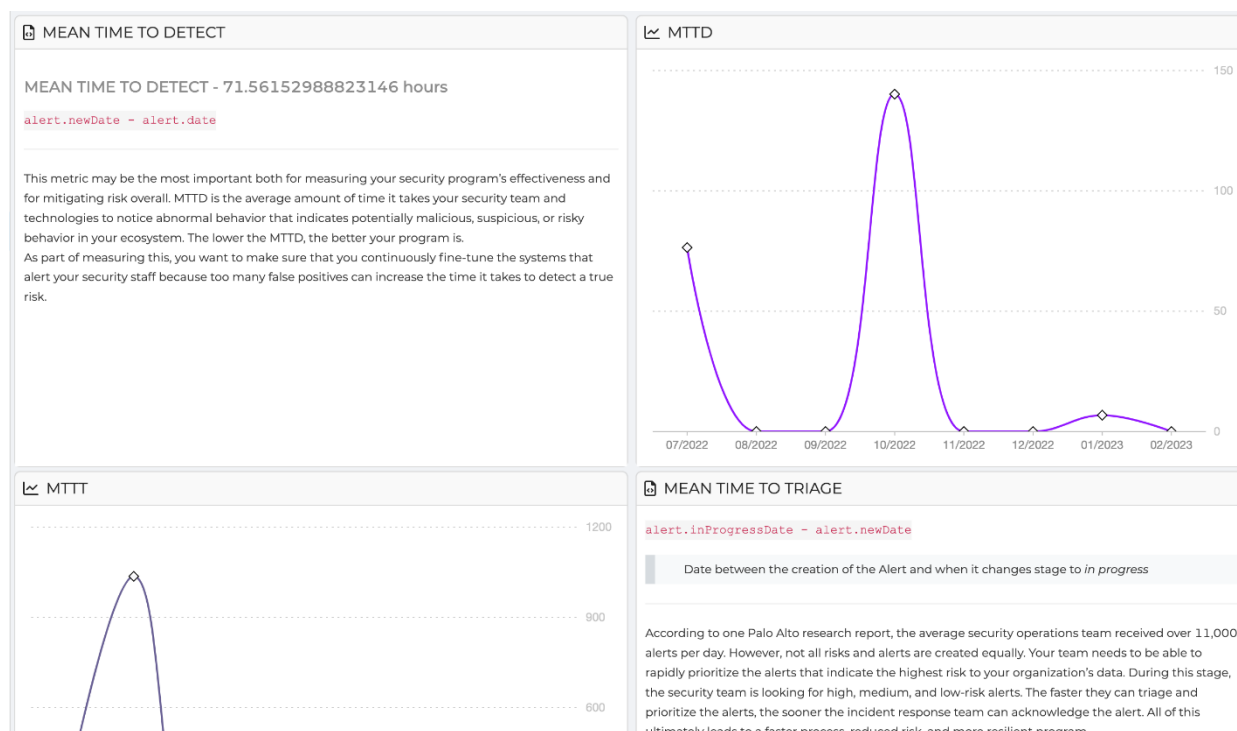 MEAN TIME TO DETECT
MEAN TIME TO DETECT - 71.56152988823146 hours
alert.newDate - alert.date
This metric may be the most important both for measuring your security program's effectiveness and
for mitigating risk overall. MTTD is the average amount of time it takes your security team and
technologies to notice abnormal behavior that indicates potentially malicious, suspicious, or risky
behavior in your ecosystem. The lower the MTTD, the better your program is.
As part of measuring this, you want to make sure that you continuously fine-tune the systems that
alert your security staff because too many false positives can increase the time it takes to detect a true
risk.
MTTD
150
100
50
0
07/2022 08/2022 09/2022 10/2022 11/2022 12/2022 01/2023 02/2023
MTTT
1200
900
600
MEAN TIME TO TRIAGE
alert.inProgressDate - alert.newDate
Date between the creation of the Alert and when it changes stage to in progress
According to one Palo Alto research report, the average security operations team received over 11,000
alerts per day. However, not all risks and alerts are created equally. Your team needs to be able to
rapidly prioritize the alerts that indicate the highest risk to your organization's data. During this stage,
the security team is looking for high, medium, and low-risk alerts. The faster they can triage and
prioritize the alerts, the sooner the incident response team can acknowledge the alert. All of this
ultimately leads to a faster process, reduced risk, and more resilient program